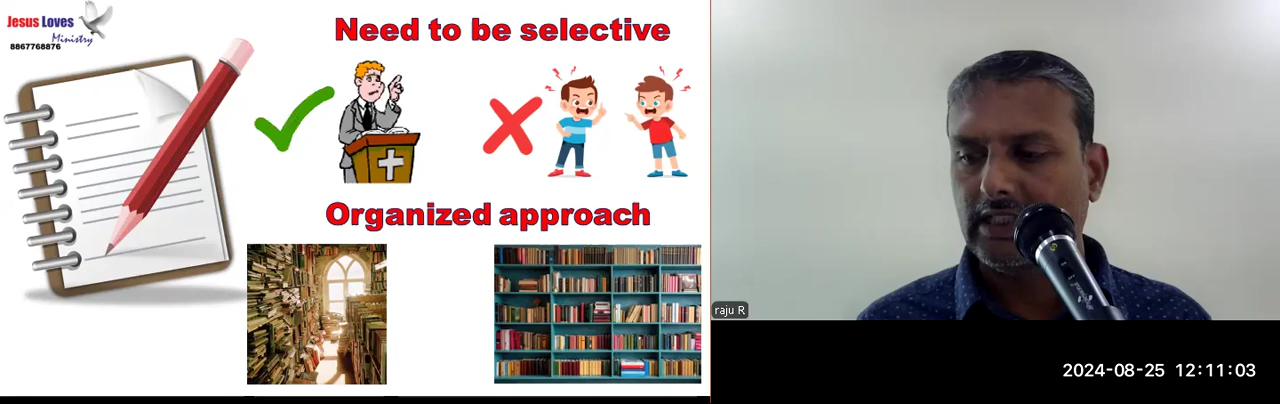 Jesus Loves
Ministry
8867768876
Need to be selective
Organized approach
raju R
2024-08-25 12:11:03